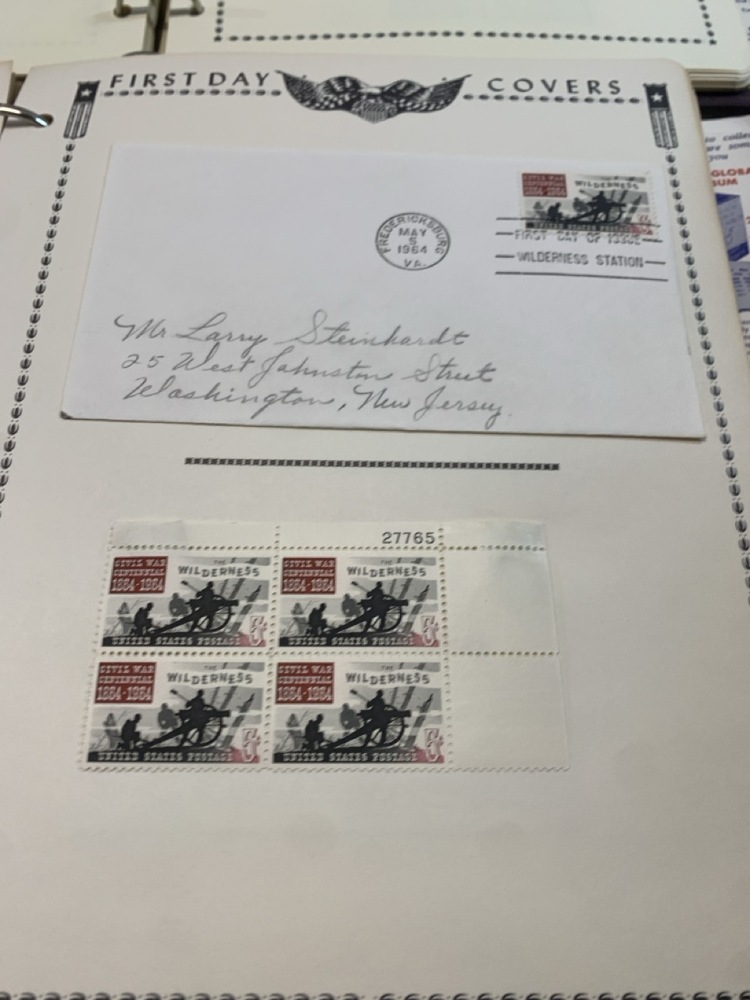 FIRST DAY COVERS
CIVIL WAR
CENTENNIAL
1864-1964
THE
WILDERNESS
UNITED STATES POSTAGE
FREDERICKSBURG
MAY
5
1964
VA.
FIRST DAY OF ISSUE
WILDERNESS STATION
Mr Larry Steinhardt
25 West Johnston Street
Washington, New Jersey.
27765
CIVIL WAR
CENTENNIAL
1864-1964
THE
WILDERNESS
5¢
UNITED STATES POSTAGE
CIVIL WAR
CENTENNIAL
1864-1964
THE
WILDERNESS
5¢
UNITED STATES POSTAGE
CIVIL WAR
CENTENNIAL
1864-1964
THE
WILDERNESS
5¢
UNITED STATES POSTAGE
CIVIL WAR
CENTENNIAL
1864-1964
THE
WILDERNESS
5¢
UNITED STATES POSTAGE
to collec
you
GLOBA